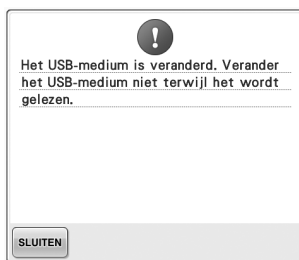 Het USB-medium is veranderd. Verander
het USB-medium niet terwijl het wordt
gelezen.
SLUITEN